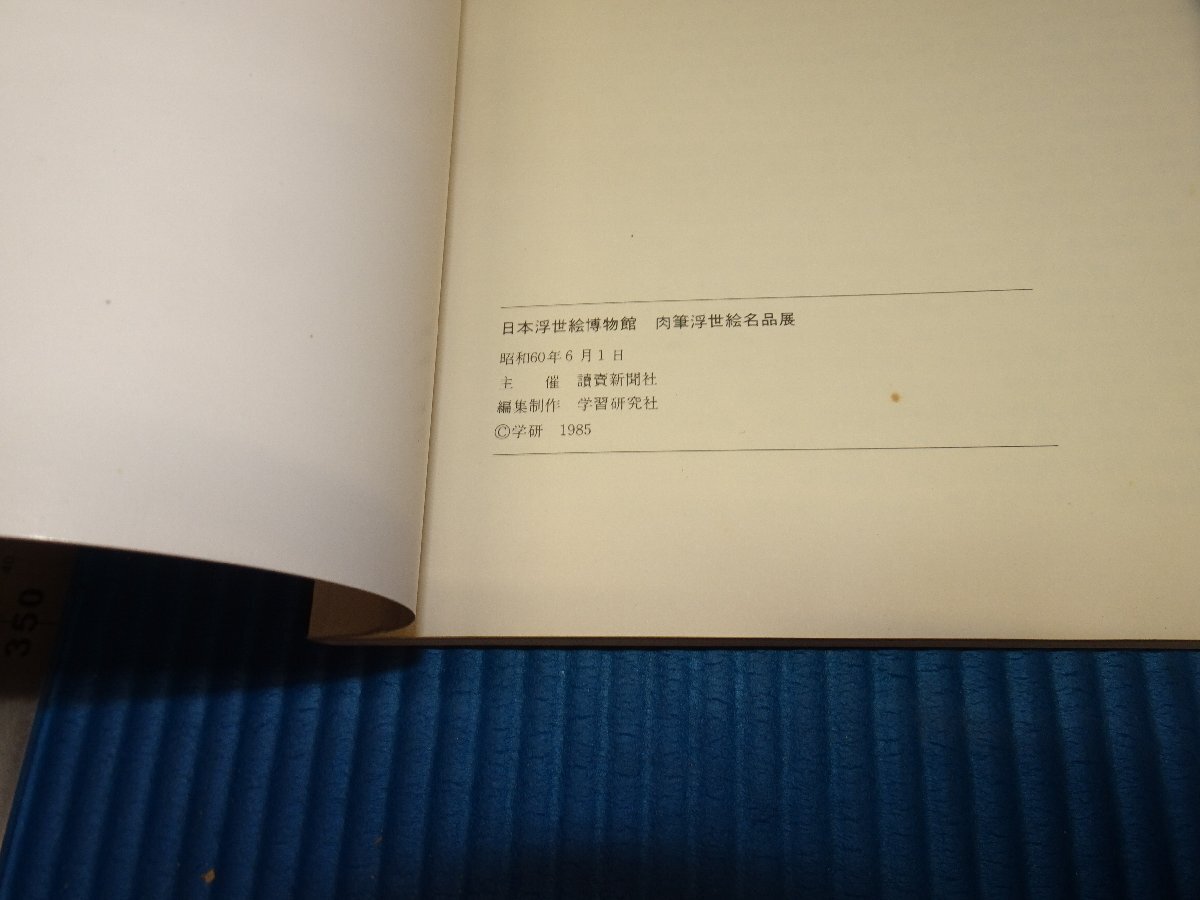 日本浮世絵博物館　肉筆浮世絵名品展
昭和60年6月1日
主　催　讀賣新聞社
編集制作　学習研究社
©学研　1985
350
40